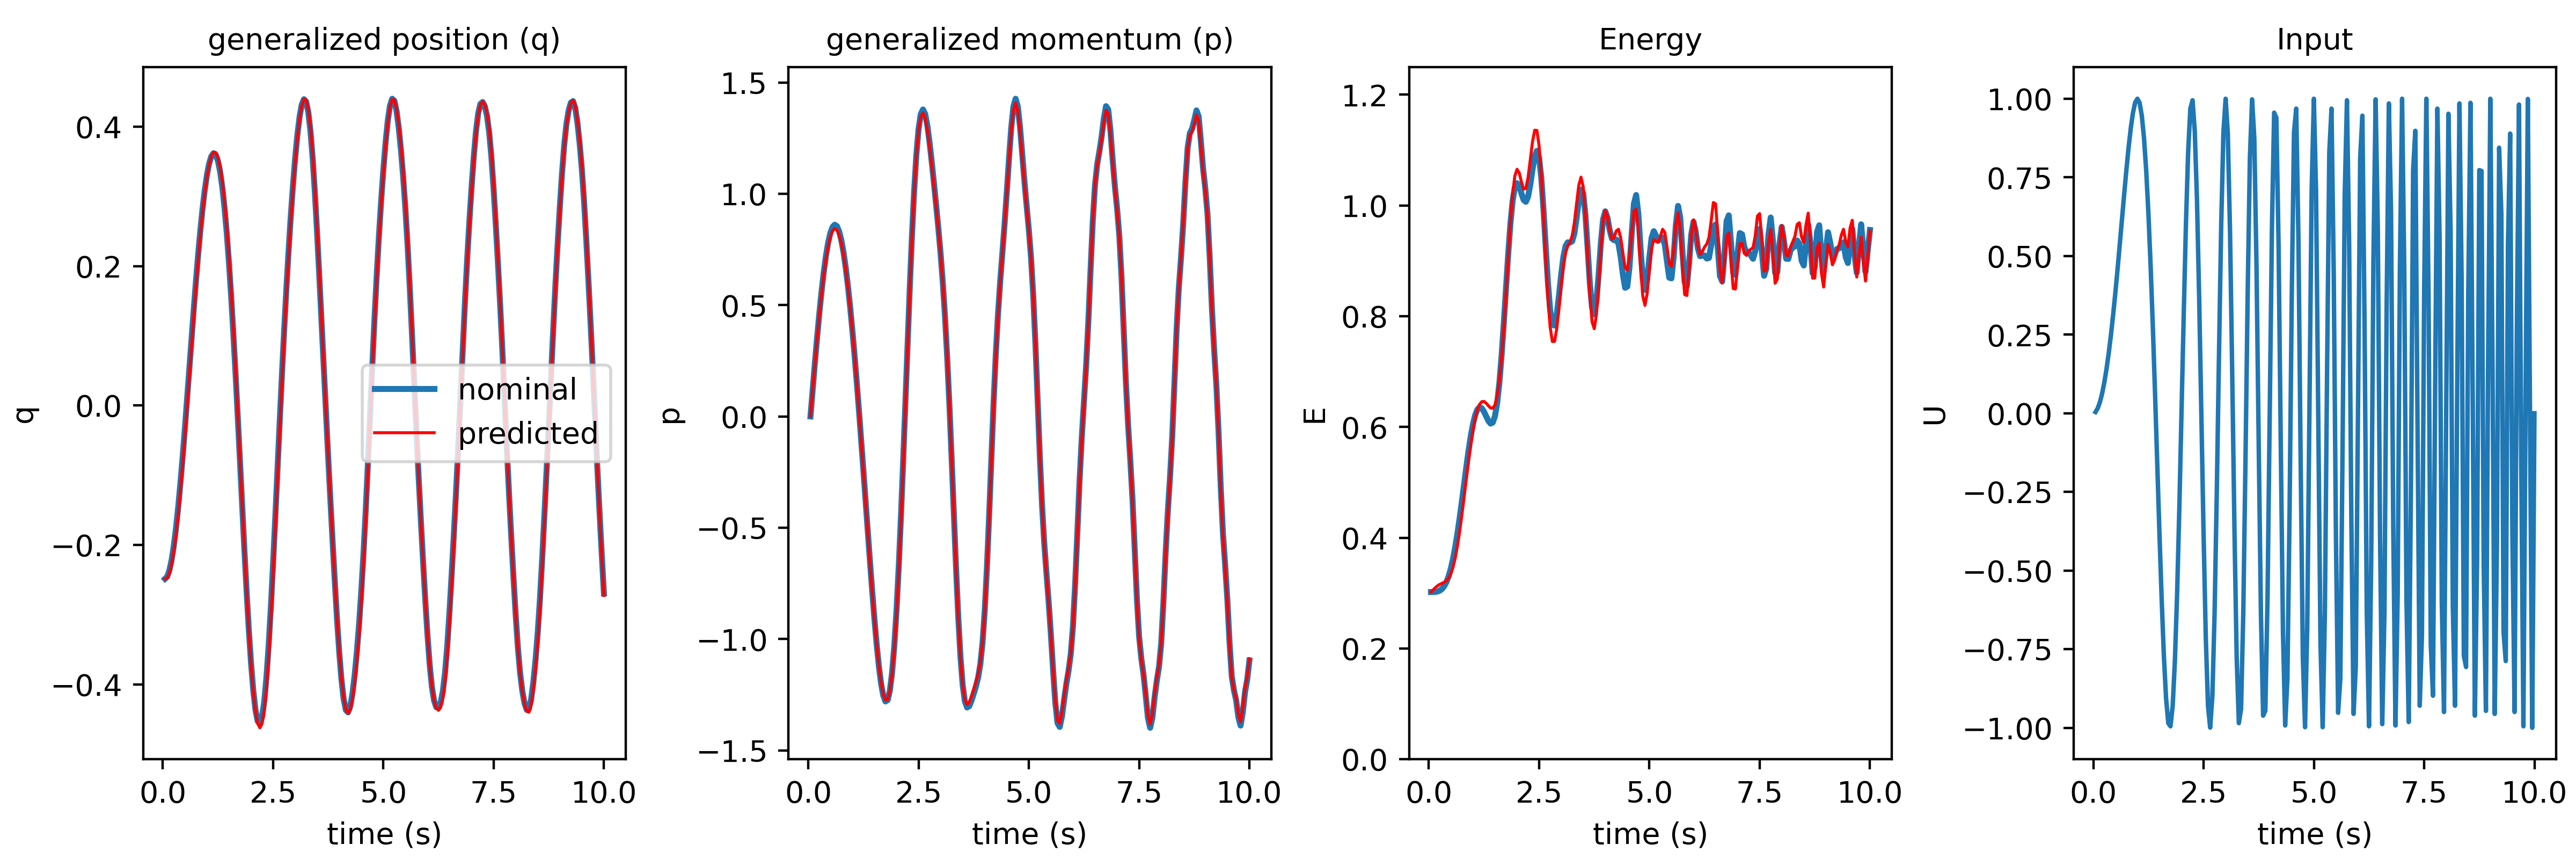 generalized position (q)
q
0.4
0.2
0.0
−0.2
−0.4
nominal
predicted
0.0 2.5 5.0 7.5 10.0
time (s)
generalized momentum (p)
p
1.5
1.0
0.5
0.0
−0.5
−1.0
−1.5
0.0 2.5 5.0 7.5 10.0
time (s)
Energy
E
1.2
1.0
0.8
0.6
0.4
0.2
0.0
0.0 2.5 5.0 7.5 10.0
time (s)
Input
U
1.00
0.75
0.50
0.25
0.00
−0.25
−0.50
−0.75
−1.00
0.0 2.5 5.0 7.5 10.0
time (s)